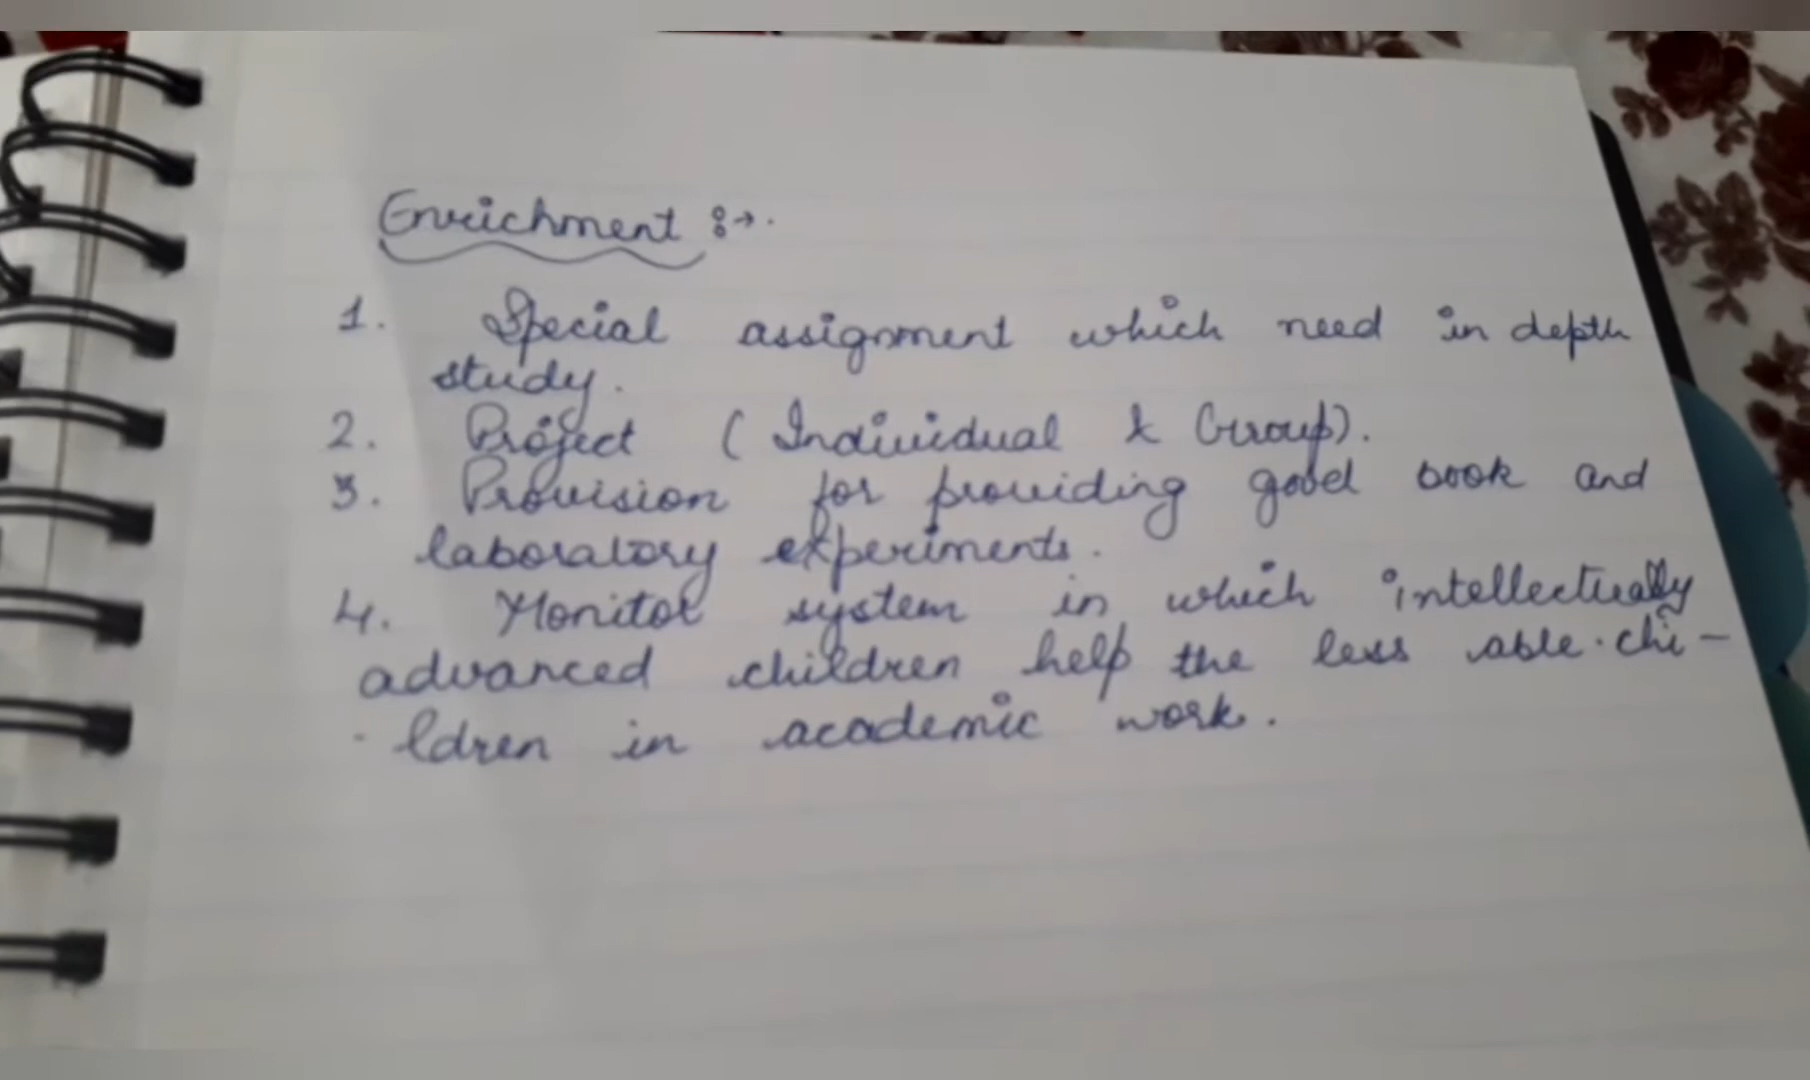 Enrichment :→.
1. Special assignment which need in depth
study.
2. Project ( Individual & Group).
3. Provision for providing good book and
laboratory experiments.
4. Monitor system in which intellectually
advanced children help the less able chi-
ldren in academic work.